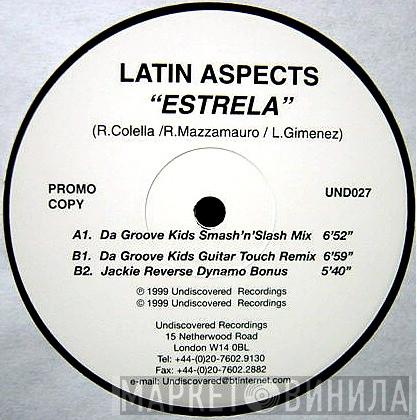 LATIN ASPECTS
"ESTRELA"
(R.Colella /R.Mazzamauro / L.Gimenez)
PROMO
COPY
UND027
A1. Da Groove Kids Smash'n'Slash Mix 6'52"
B1. Da Groove Kids Guitar Touch Remix 6'59"
B2. Jackie Reverse Dynamo Bonus 5'40"
℗ 1999 Undiscovered Recordings
© 1999 Undiscovered Recordings
Undiscovered Recordings
15 Netherwood Road
London W14 0BL
Tel: +44-(0)20-7602.9130
Fax: +44-(0)20-7602.2882
e-mail: Undiscovered@btinternet.com
МАРКЕТ ВИНИЛА